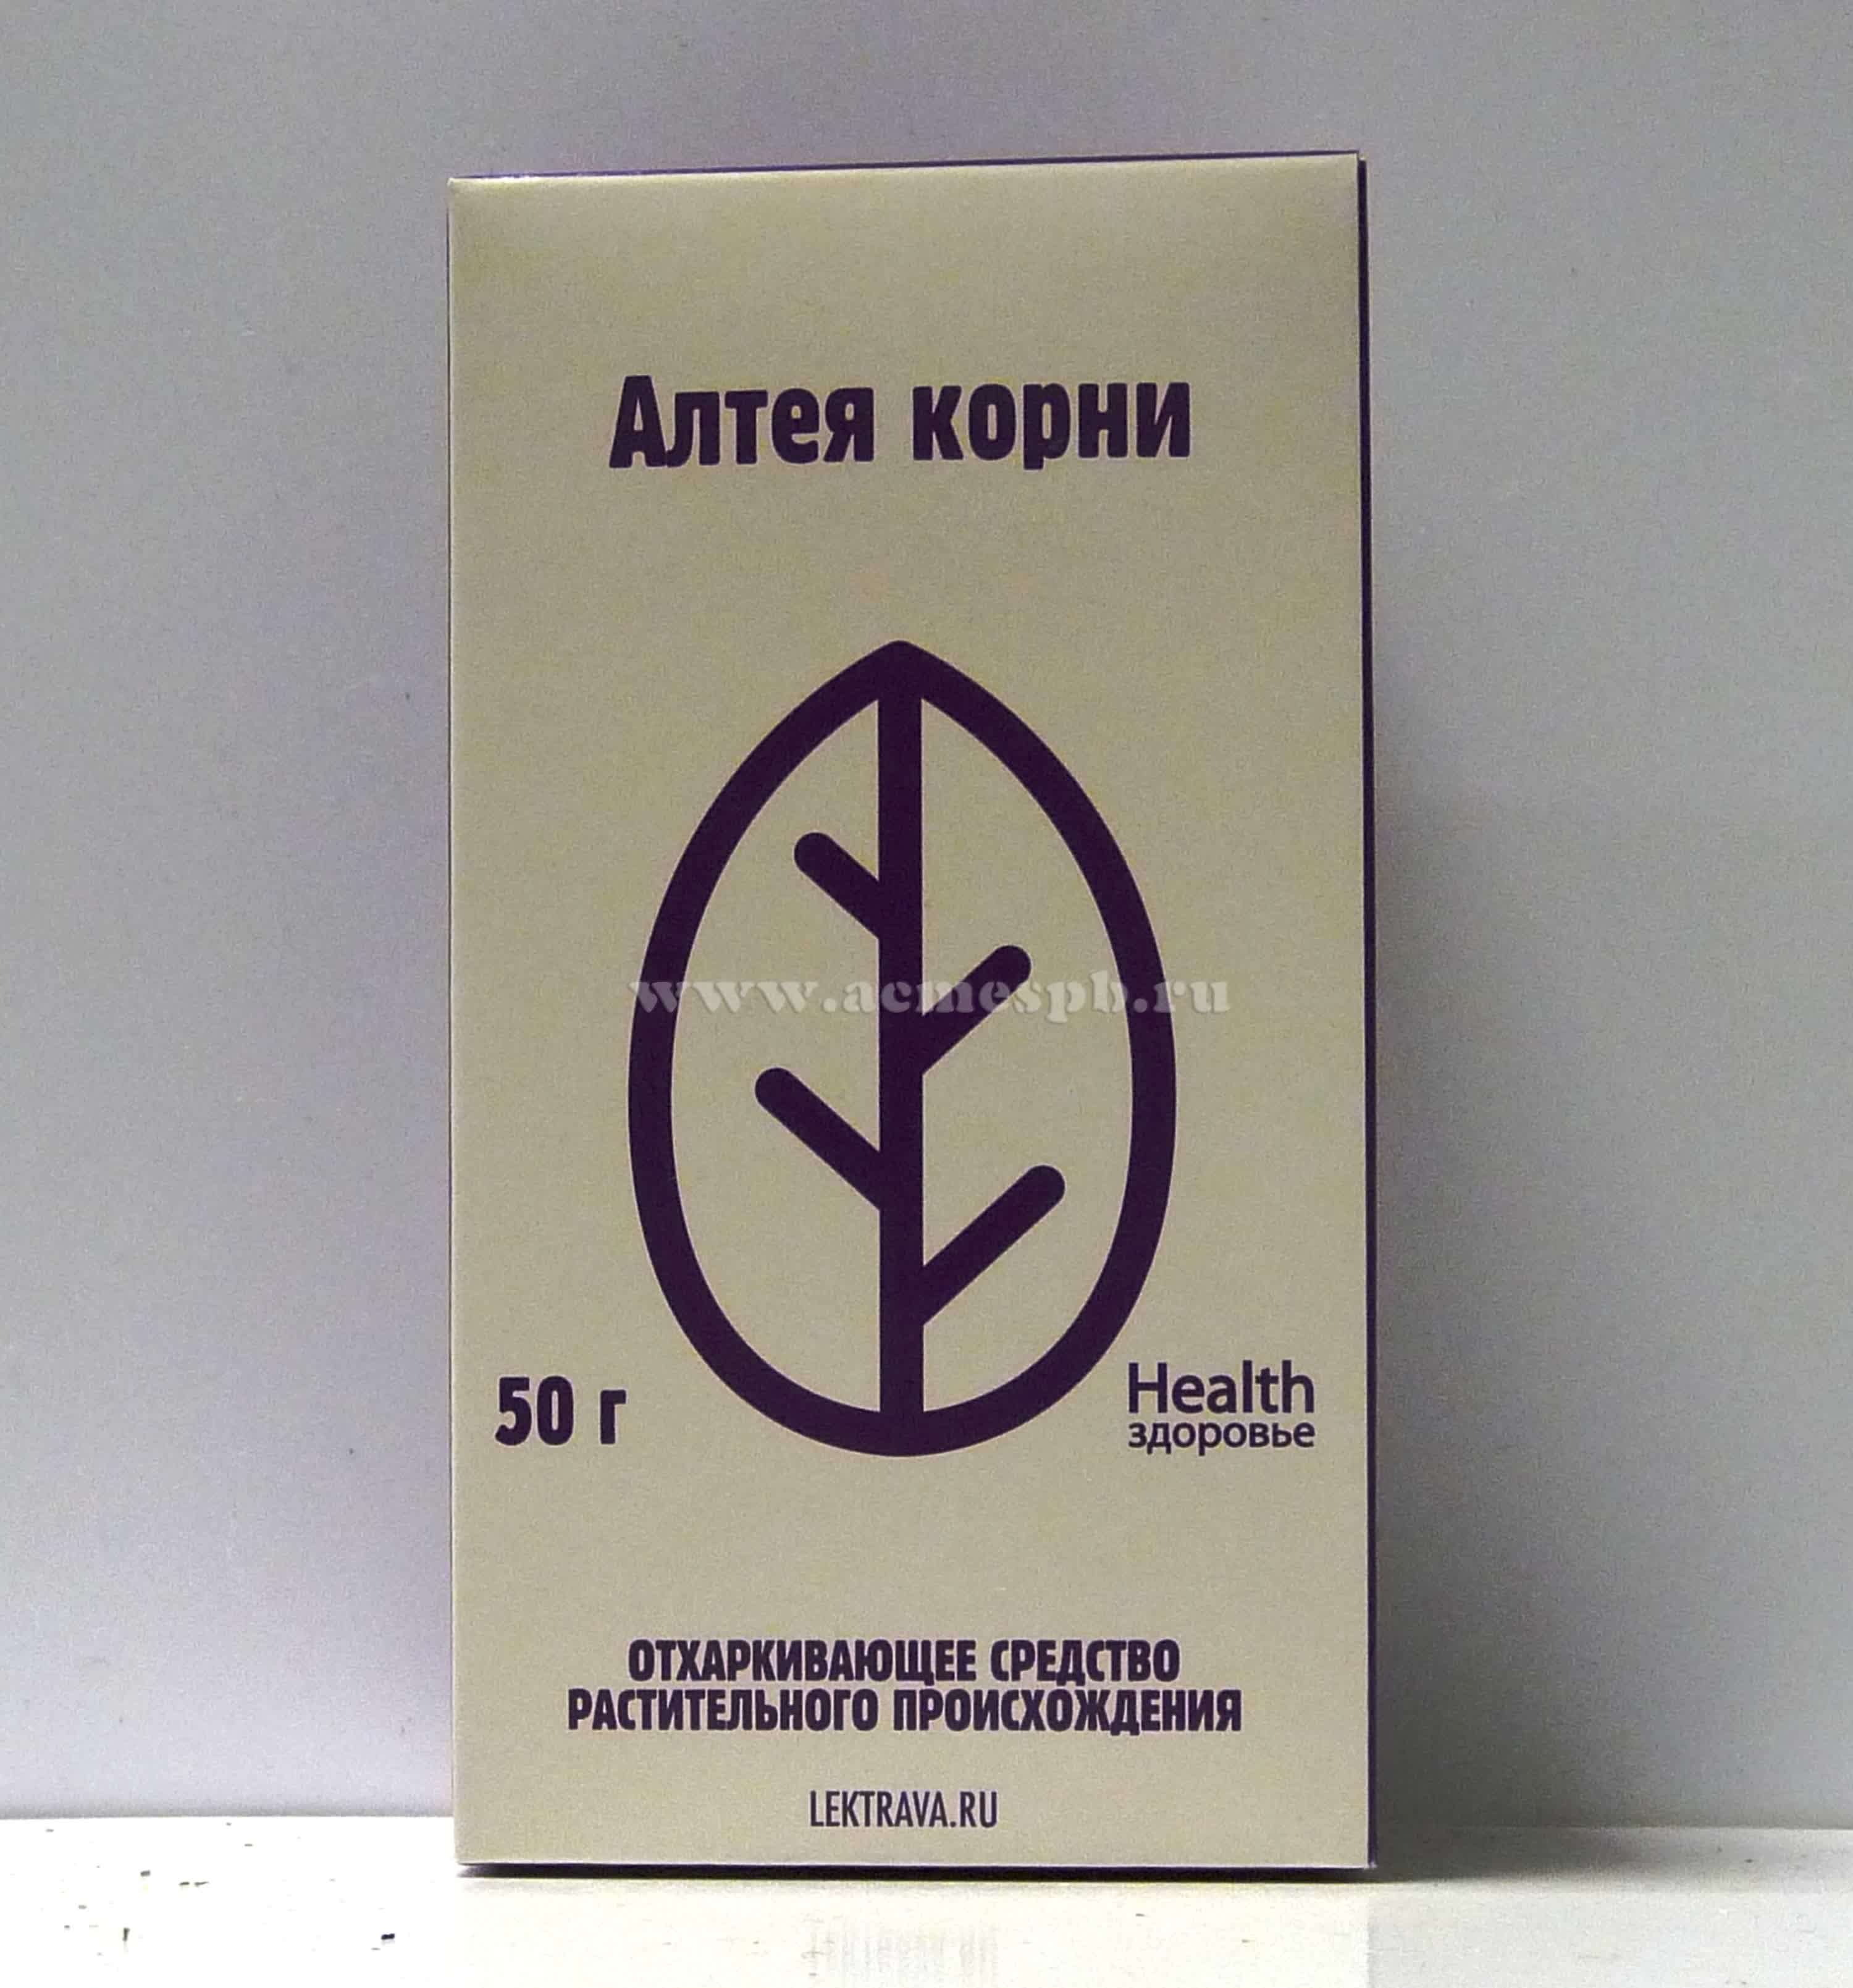 Алтея корни
www.acmespb.ru
50 г
Health
здоровье
ОТХАРКИВАЮЩЕЕ СРЕДСТВО
РАСТИТЕЛЬНОГО ПРОИСХОЖДЕНИЯ
LEKTRAVA.RU